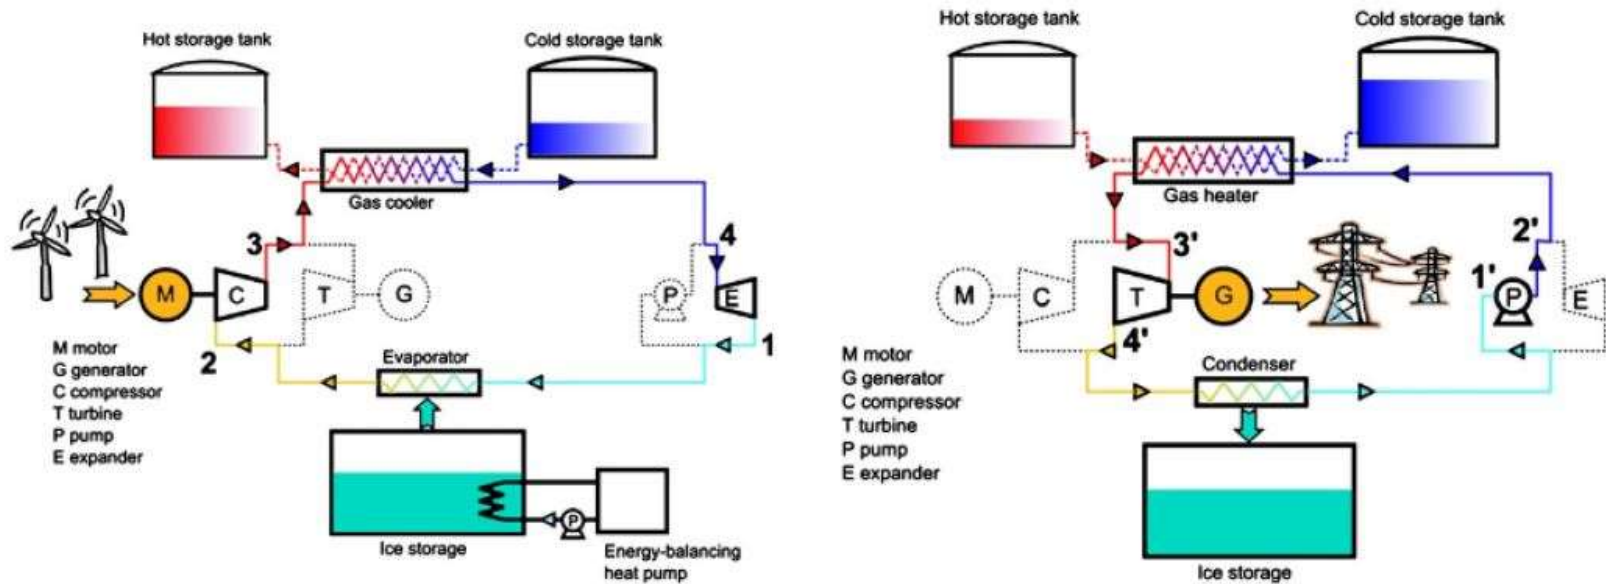 Hot storage tank
Cold storage tank
Gas cooler
3
4
M
C
T
G
P
E
2
1
Evaporator
M motor
G generator
C compressor
T turbine
P pump
E expander
P
Ice storage
Energy-balancing
heat pump
Hot storage tank
Cold storage tank
Gas heater
3'
2'
1'
M
C
T
G
P
E
4'
Condenser
M motor
G generator
C compressor
T turbine
P pump
E expander
Ice storage